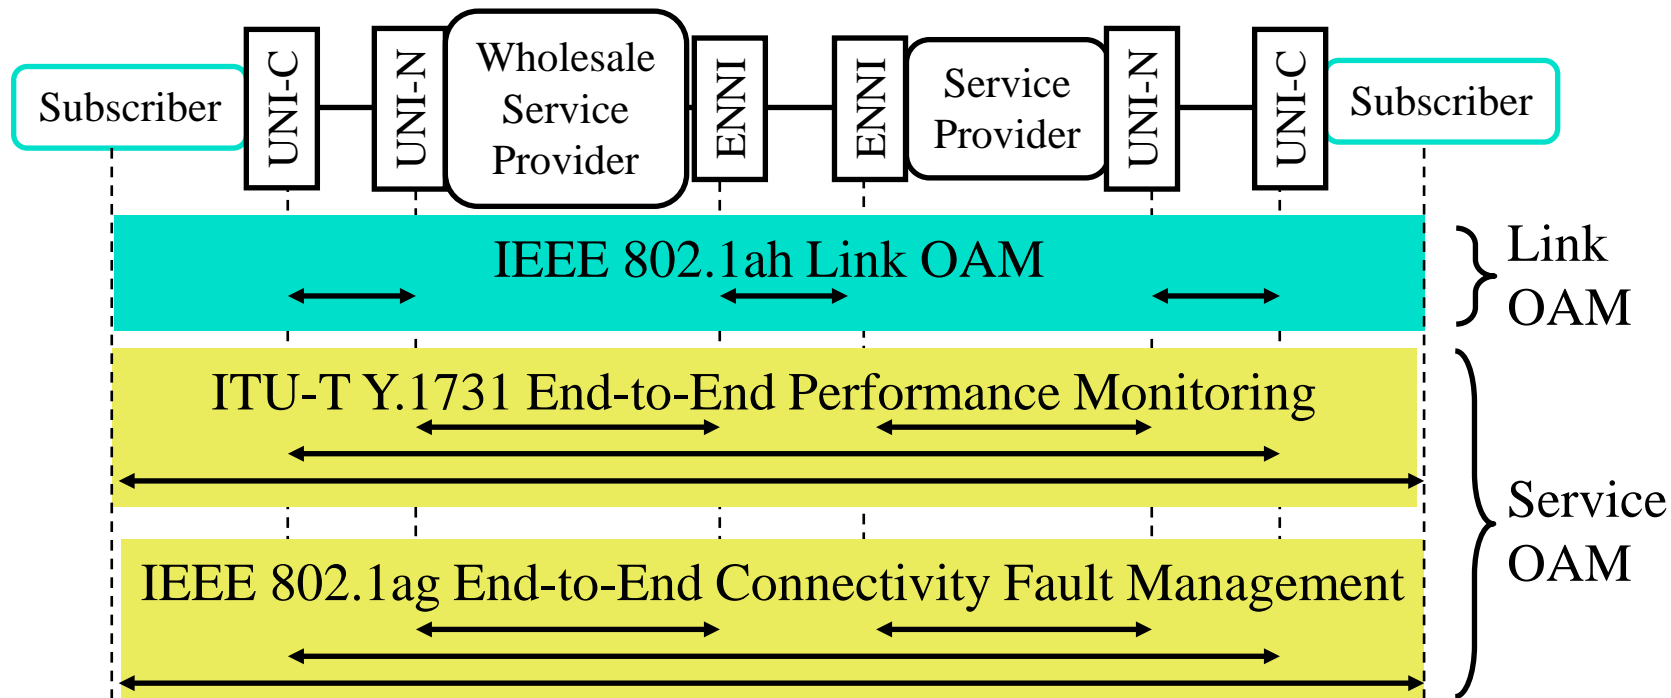 Subscriber
UNI-C
UNI-N
Wholesale
Service
Provider
ENNI
ENNI
Service
Provider
UNI-N
UNI-C
Subscriber
IEEE 802.1ah Link OAM
Link
OAM
ITU-T Y.1731 End-to-End Performance Monitoring
IEEE 802.1ag End-to-End Connectivity Fault Management
Service
OAM